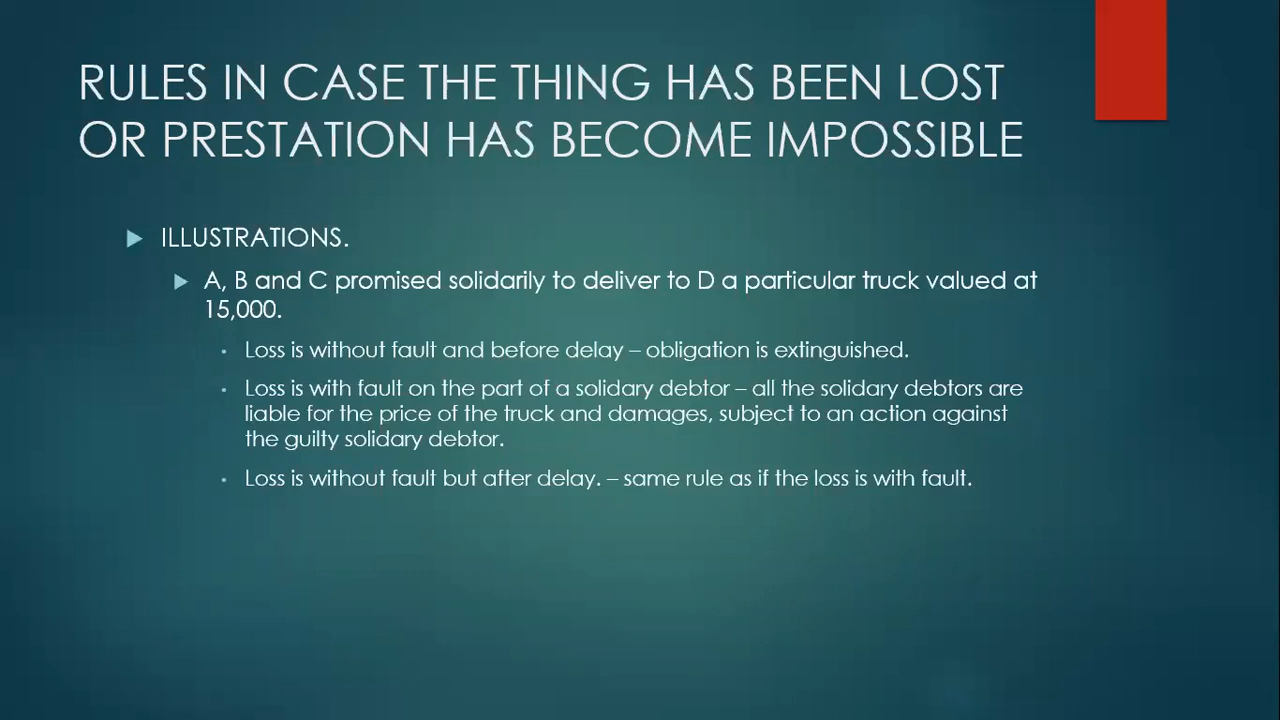 RULES IN CASE THE THING HAS BEEN LOST
OR PRESTATION HAS BECOME IMPOSSIBLE
ILLUSTRATIONS.
A, B and C promised solidarily to deliver to D a particular truck valued at
15,000.
Loss is without fault and before delay – obligation is extinguished.
Loss is with fault on the part of a solidary debtor – all the solidary debtors are
liable for the price of the truck and damages, subject to an action against
the guilty solidary debtor.
Loss is without fault but after delay. – same rule as if the loss is with fault.